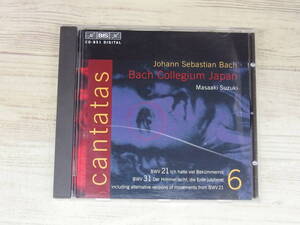 BIS
CD-851 DIGITAL
Johann Sebastian Bach
Bach Collegium Japan
Masaaki Suzuki
cantatas
BWV 21 Ich hatte viel Bekümmernis
BWV 31 Der Himmel lacht, die Erde jubilieret
including alternative versions of movements from BWV 21
6